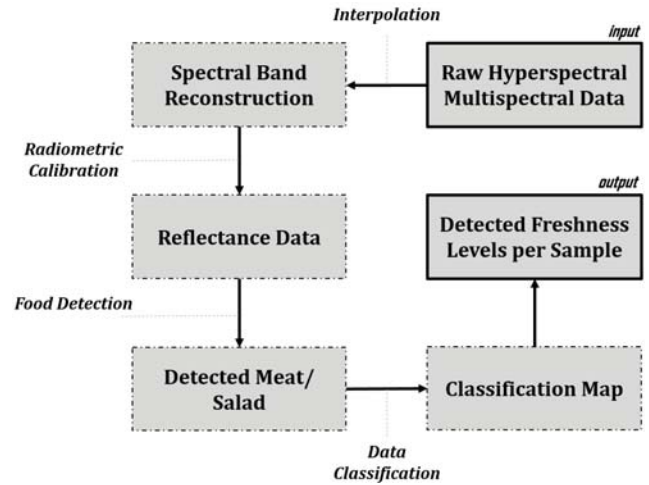 Interpolation
input
Raw Hyperspectral
Multispectral Data
Spectral Band
Reconstruction
Radiometric
Calibration
Reflectance Data
Food Detection
Detected Meat/
Salad
Data
Classification
Classification Map
output
Detected Freshness
Levels per Sample